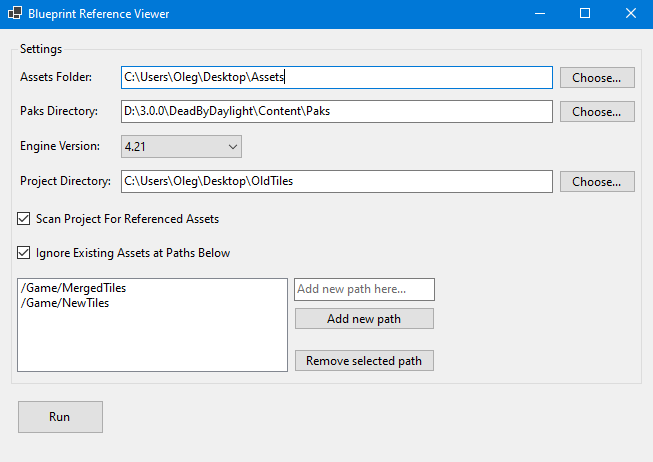 Blueprint Reference Viewer
Settings
Assets Folder: C:\Users\Oleg\Desktop\Assets Choose...
Paks Directory: D:\3.0.0\DeadByDaylight\Content\Paks Choose...
Engine Version: 4.21
Project Directory: C:\Users\Oleg\Desktop\OldTiles Choose...
Scan Project For Referenced Assets
Ignore Existing Assets at Paths Below
/Game/MergedTiles Add new path here...
/Game/NewTiles
Add new path
Remove selected path
Run